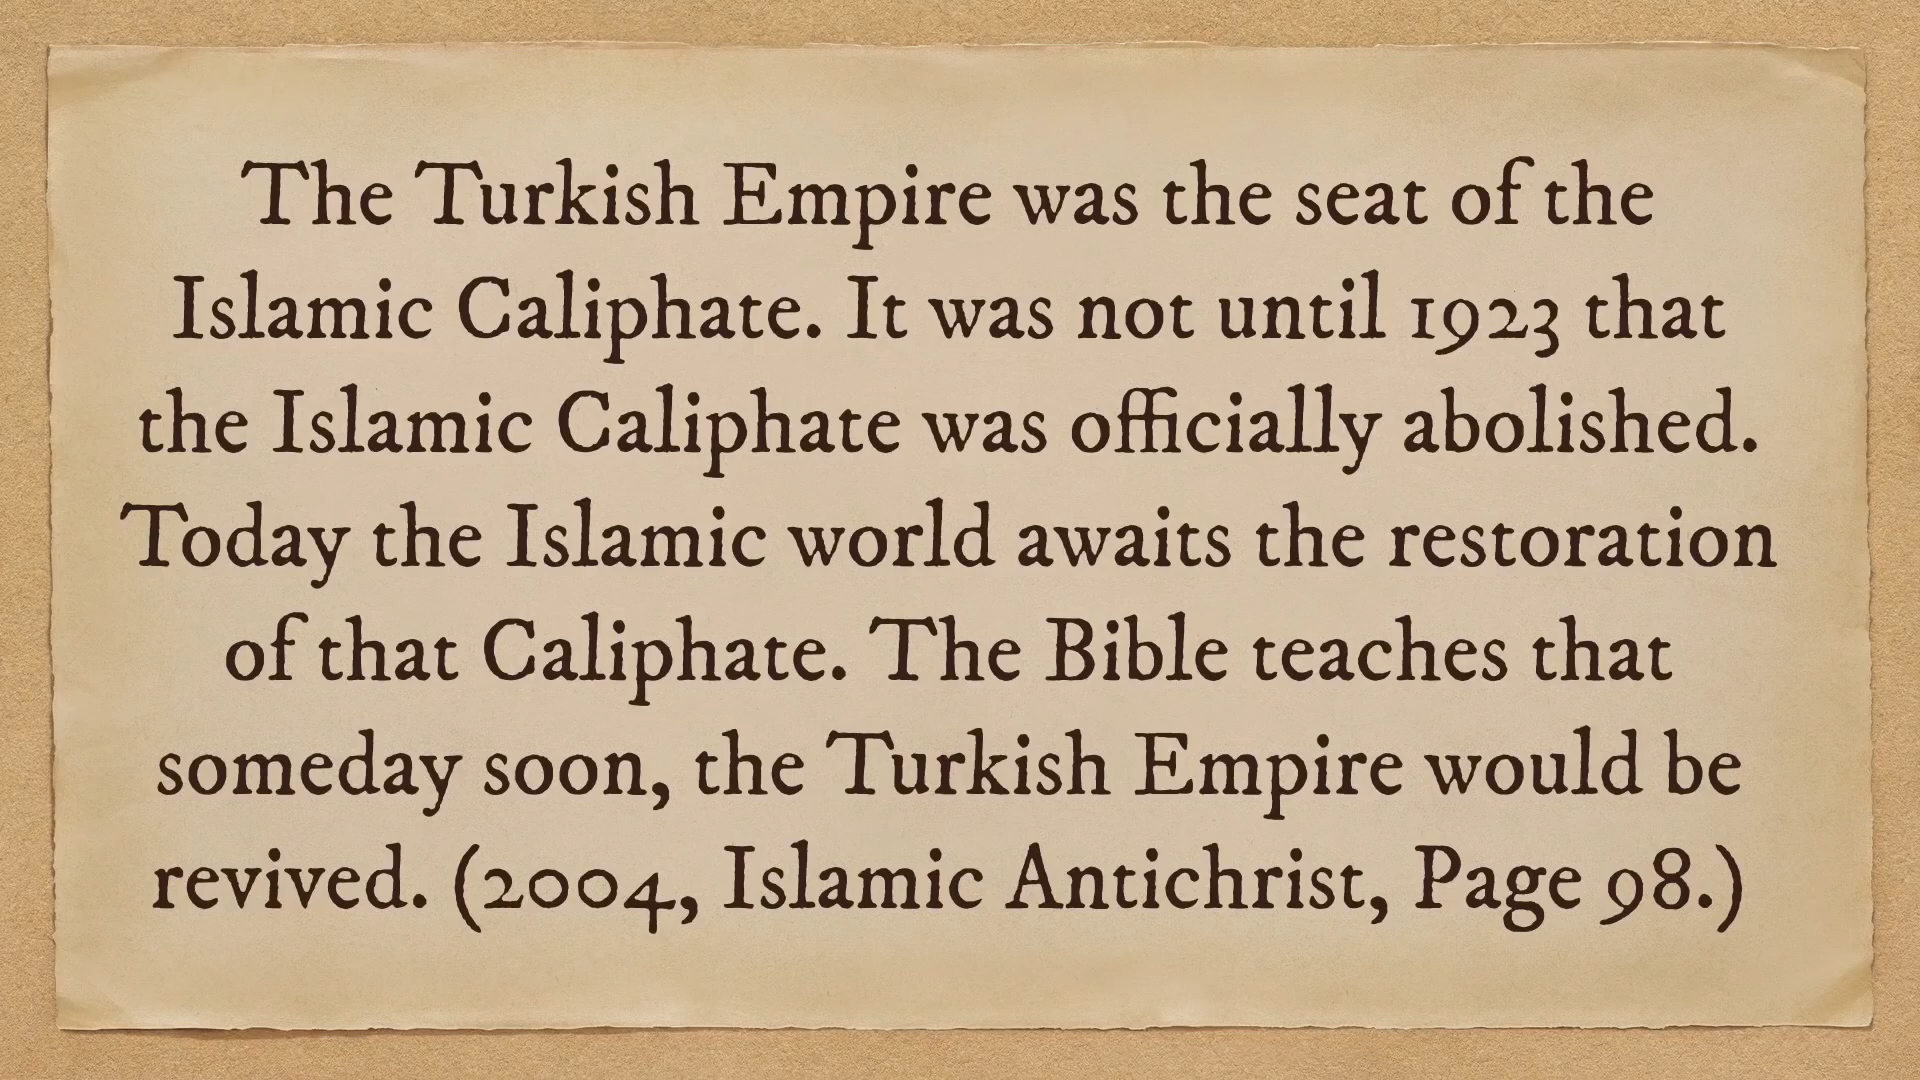 The Turkish Empire was the seat of the
Islamic Caliphate. It was not until 1923 that
the Islamic Caliphate was officially abolished.
Today the Islamic world awaits the restoration
of that Caliphate. The Bible teaches that
someday soon, the Turkish Empire would be
revived. (2004, Islamic Antichrist, Page 98.)